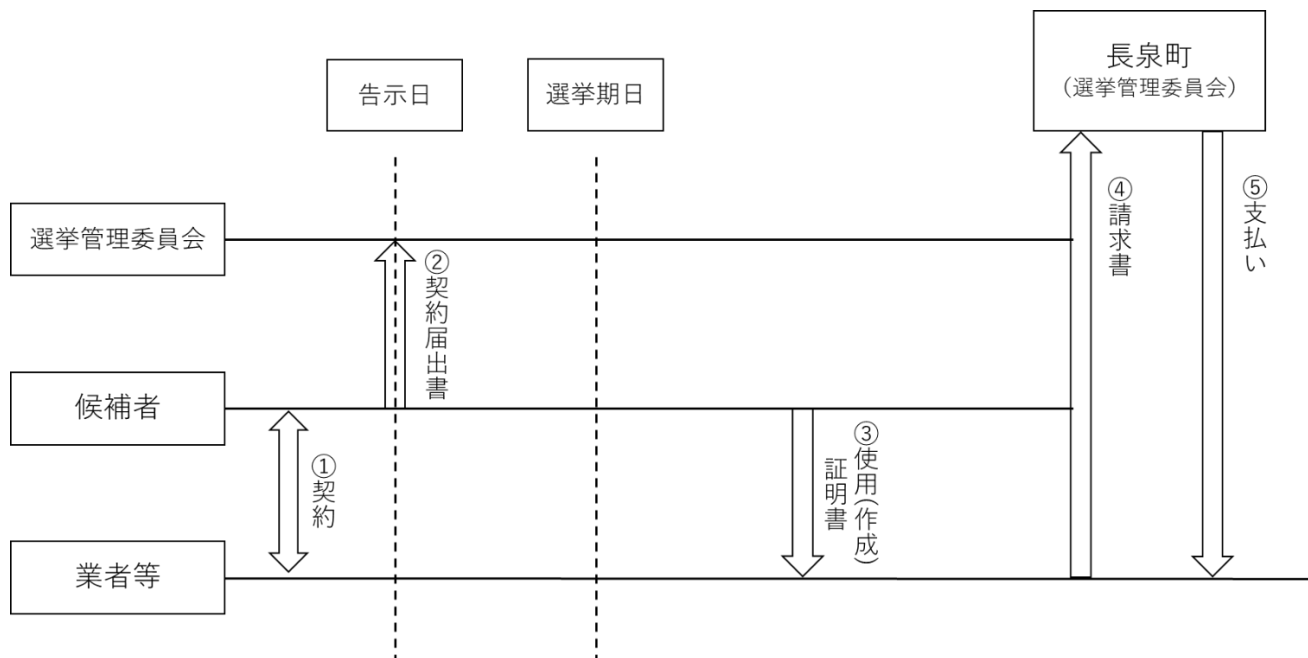 告示日
選挙期日
長泉町
(選挙管理委員会)
選挙管理委員会
候補者
業者等
①契約
②契約届出書
③使用(作成)
証明書
④請求書
⑤支払い